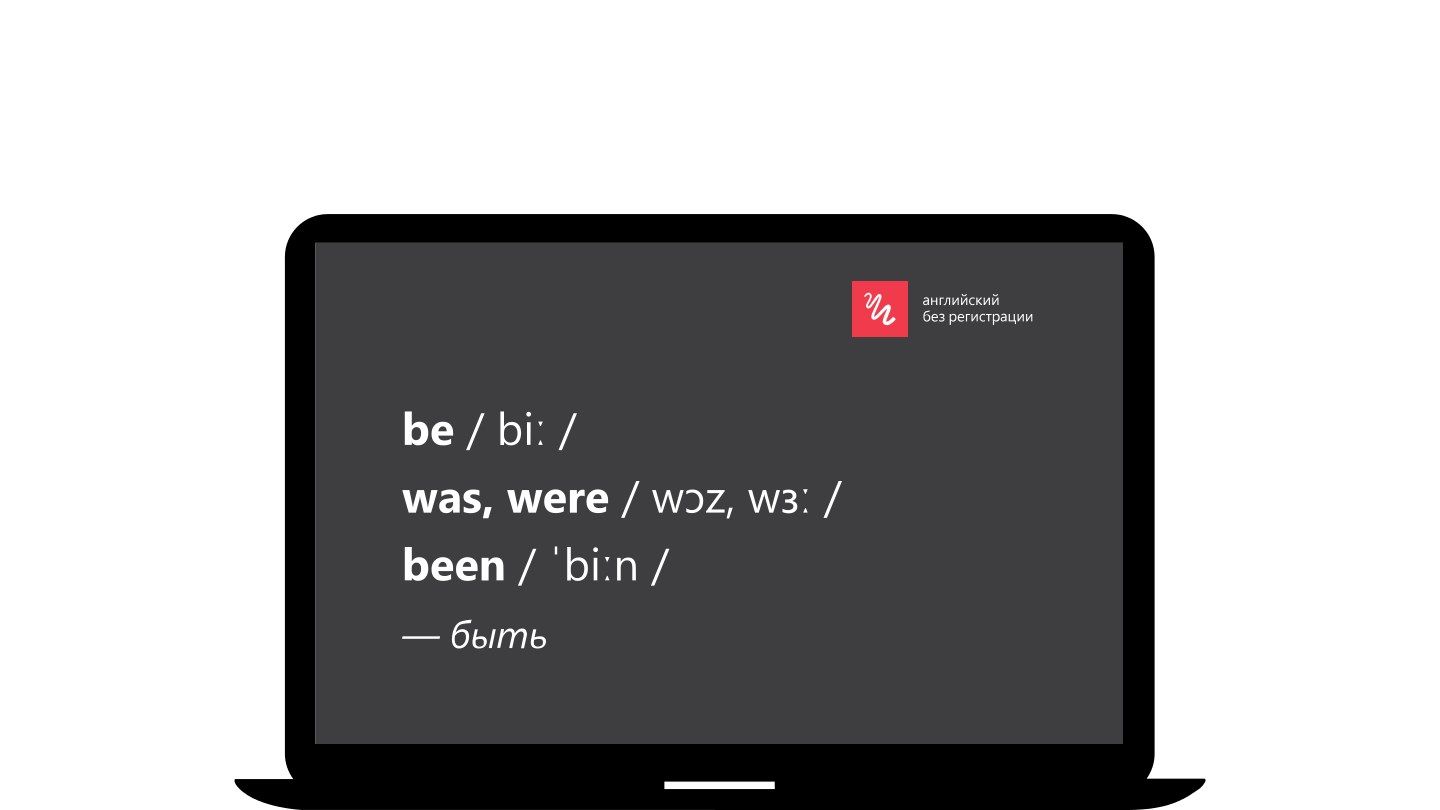 английский
без регистрации
be / biː /
was, were / wɔz, wɜː /
been / ˈbiːn /
— быть